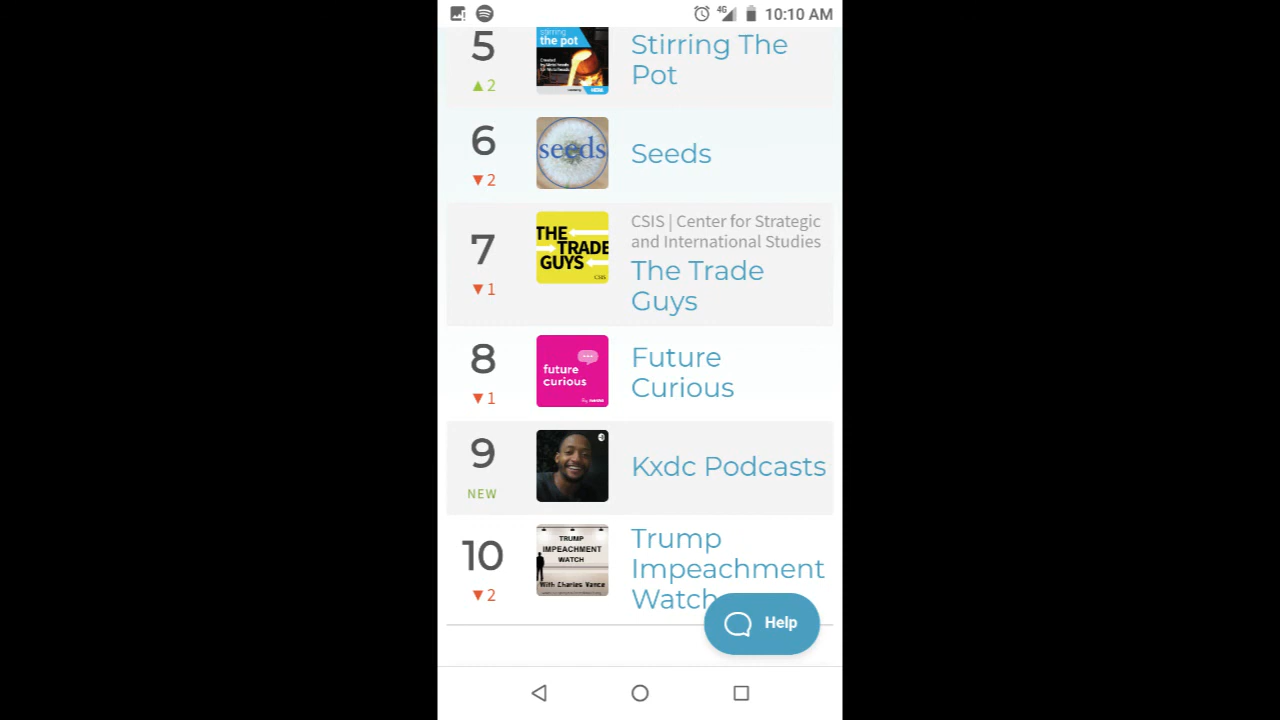 4G 10:10 AM
5
▲2
stirring
the pot
Stirring The
Pot
6
▼2
seeds
Seeds
7
▼1
THE
TRADE
GUYS
CSIS
CSIS | Center for Strategic
and International Studies
The Trade
Guys
8
▼1
future
curious
Future
Curious
9
NEW
Kxdc Podcasts
10
▼2
TRUMP
IMPEACHMENT
WATCH
With Charles Vance
Trump
Impeachment
Watch
Help